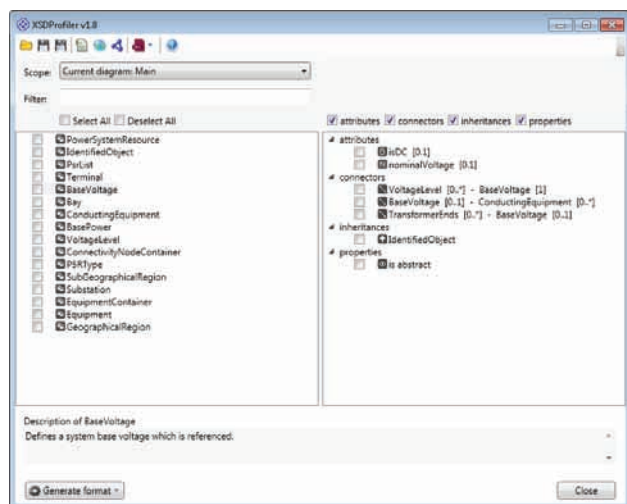 XSDProfiler v1.8
Scope: Current diagram: Main
Filter:
Select All Deselect All
attributes connectors inheritances properties
PowerSystemResource
IdentifiedObject
PsrList
Terminal
BaseVoltage
Bay
ConductingEquipment
BasePower
VoltageLevel
ConnectivityNodeContainer
PSRType
SubGeographicalRegion
Substation
EquipmentContainer
Equipment
GeographicalRegion
attributes
isDC [0.1]
nominalVoltage [0.1]
connectors
VoltageLevel [0..*] - BaseVoltage [1]
BaseVoltage [0..1] - ConductingEquipment [0..*]
TransformerEnds [0..*] - BaseVoltage [0..1]
inheritances
IdentifiedObject
properties
is abstract
Description of BaseVoltage
Defines a system base voltage which is referenced.
Generate format
Close